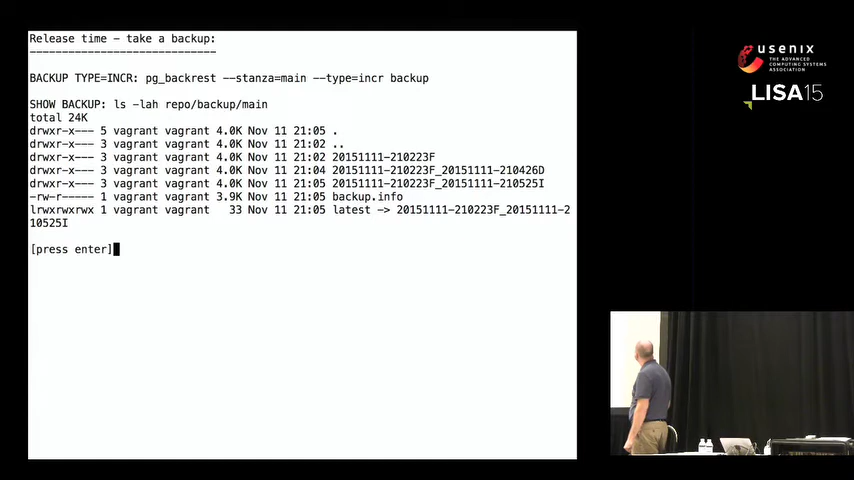 Release time - take a backup:
-----------------------------
BACKUP TYPE=INCR: pg_backrest --stanza=main --type=incr backup
SHOW BACKUP: ls -lah repo/backup/main
total 24K
drwxr-x--- 5 vagrant vagrant 4.0K Nov 11 21:05 .
drwxr-x--- 3 vagrant vagrant 4.0K Nov 11 21:02 ..
drwxr-x--- 3 vagrant vagrant 4.0K Nov 11 21:02 20151111-210223F
drwxr-x--- 3 vagrant vagrant 4.0K Nov 11 21:04 20151111-210223F_20151111-210426D
drwxr-x--- 3 vagrant vagrant 4.0K Nov 11 21:05 20151111-210223F_20151111-210525I
-rw-r----- 1 vagrant vagrant 3.9K Nov 11 21:05 backup.info
lrwxrwxrwx 1 vagrant vagrant   33 Nov 11 21:05 latest -> 20151111-210223F_20151111-2
10525I
[press enter]
usenix
THE ADVANCED
COMPUTING SYSTEMS
ASSOCIATION
LISA15